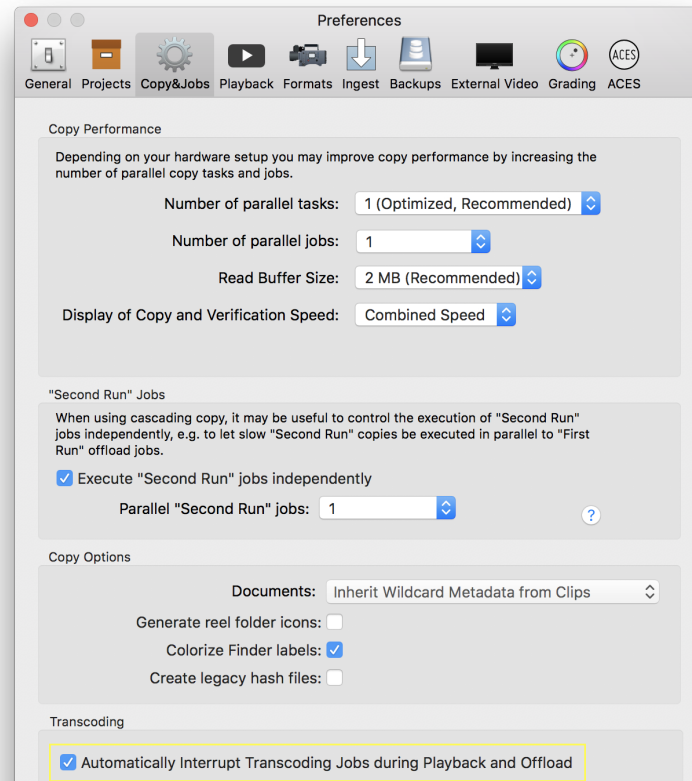 Preferences
General Projects Copy&Jobs Playback Formats Ingest Backups External Video Grading ACES
ACES
Copy Performance
Depending on your hardware setup you may improve copy performance by increasing the
number of parallel copy tasks and jobs.
Number of parallel tasks: 1 (Optimized, Recommended)
Number of parallel jobs: 1
Read Buffer Size: 2 MB (Recommended)
Display of Copy and Verification Speed: Combined Speed
"Second Run" Jobs
When using cascading copy, it may be useful to control the execution of "Second Run"
jobs independently, e.g. to let slow "Second Run" copies be executed in parallel to "First
Run" offload jobs.
Execute "Second Run" jobs independently
Parallel "Second Run" jobs: 1 ?
Copy Options
Documents: Inherit Wildcard Metadata from Clips
Generate reel folder icons:
Colorize Finder labels:
Create legacy hash files:
Transcoding
Automatically Interrupt Transcoding Jobs during Playback and Offload